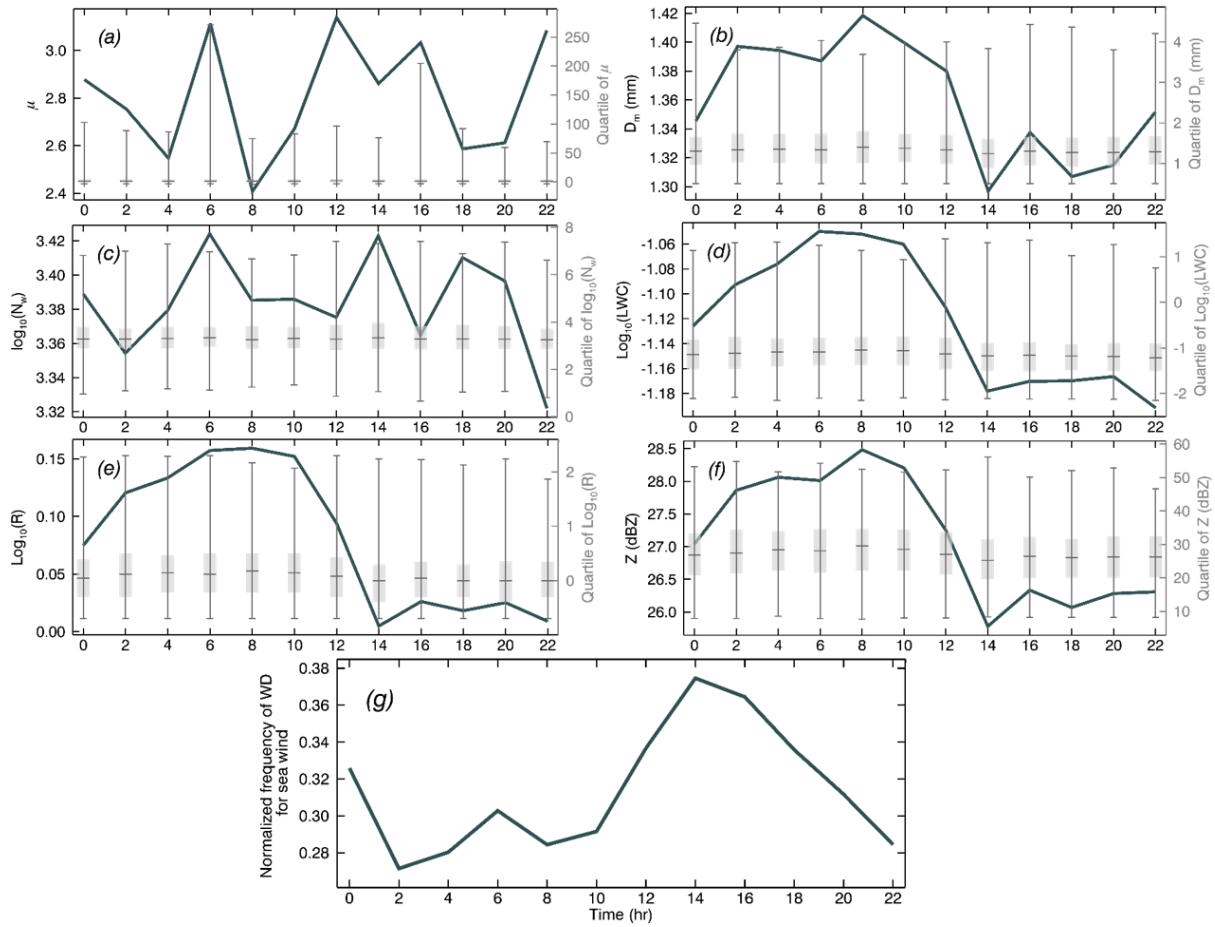 (a)
μ
3.0
2.8
2.6
2.4
250
200
150
100
50
0
Quartile of μ
0 2 4 6 8 10 12 14 16 18 20 22
(b)
D_m (mm)
1.42
1.40
1.38
1.36
1.34
1.32
1.30
4
3
2
1
Quartile of D_m (mm)
0 2 4 6 8 10 12 14 16 18 20 22
(c)
log₁₀(N_w)
3.42
3.40
3.38
3.36
3.34
3.32
8
6
4
2
0
Quartile of log₁₀(N_w)
0 2 4 6 8 10 12 14 16 18 20 22
(d)
Log₁₀(LWC)
-1.06
-1.08
-1.10
-1.12
-1.14
-1.16
-1.18
1
0
-1
-2
Quartile of Log₁₀(LWC)
0 2 4 6 8 10 12 14 16 18 20 22
(e)
Log₁₀(R)
0.15
0.10
0.05
0.00
2
1
0
Quartile of Log₁₀(R)
0 2 4 6 8 10 12 14 16 18 20 22
(f)
Z (dBZ)
28.5
28.0
27.5
27.0
26.5
26.0
60
50
40
30
20
10
Quartile of Z (dBZ)
0 2 4 6 8 10 12 14 16 18 20 22
(g)
Normalized frequency of WD
for sea wind
0.38
0.36
0.34
0.32
0.30
0.28
0 2 4 6 8 10 12 14 16 18 20 22
Time (hr)